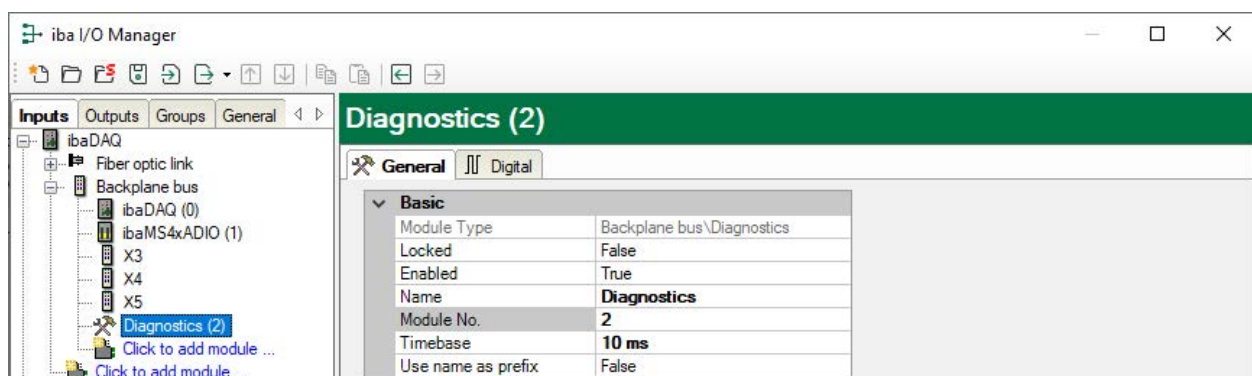 iba I/O Manager
Inputs Outputs Groups General
ibaDAQ
Fiber optic link
Backplane bus
ibaDAQ (0)
ibaMS4xADIO (1)
X3
X4
X5
Diagnostics (2)
Click to add module ...
Click to add module
Diagnostics (2)
General Digital
Basic
Module Type Backplane bus\Diagnostics
Locked False
Enabled True
Name Diagnostics
Module No. 2
Timebase 10 ms
Use name as prefix False